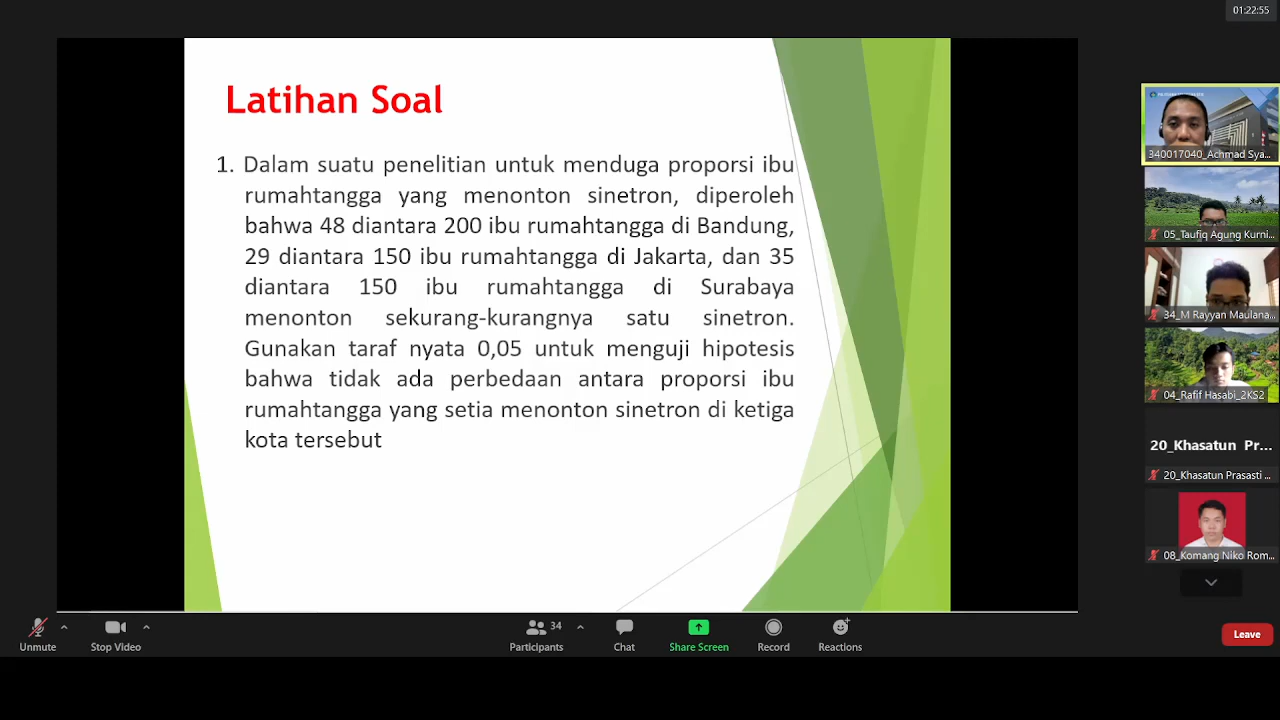 01:22:55
Latihan Soal
1. Dalam suatu penelitian untuk menduga proporsi ibu
rumahtangga yang menonton sinetron, diperoleh
bahwa 48 diantara 200 ibu rumahtangga di Bandung,
29 diantara 150 ibu rumahtangga di Jakarta, dan 35
diantara 150 ibu rumahtangga di Surabaya
menonton sekurang-kurangnya satu sinetron.
Gunakan taraf nyata 0,05 untuk menguji hipotesis
bahwa tidak ada perbedaan antara proporsi ibu
rumahtangga yang setia menonton sinetron di ketiga
kota tersebut
340017040_Achmad Sya...
05_Taufiq Agung Kurni...
34_M Rayyan Maulana...
04_Rafif Hasabi_2KS2
20_Khasatun Pr...
20_Khasatun Prasasti ...
08_Komang Niko Rom...
Unmute
Stop Video
34
Participants
Chat
Share Screen
Record
Reactions
Leave